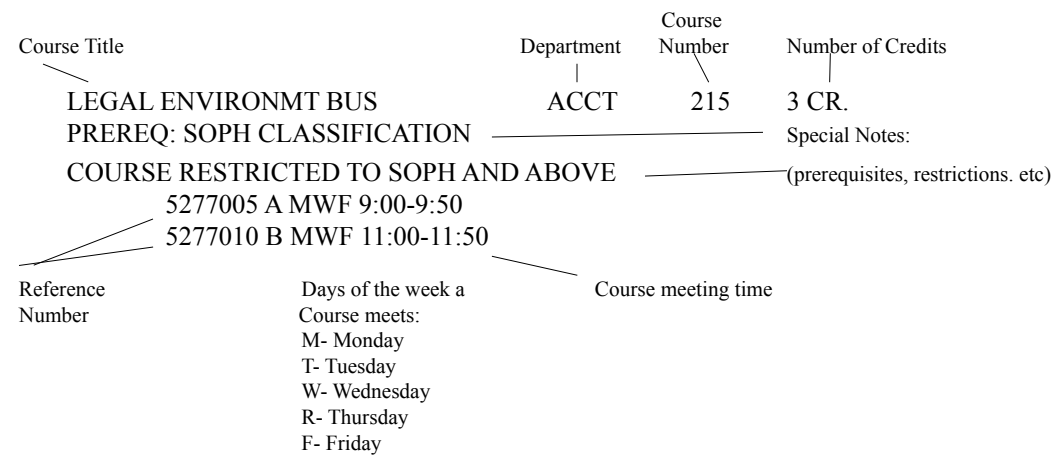 Course
Course Title Department Number Number of Credits
LEGAL ENVIRONMT BUS ACCT 215 3 CR.
PREREQ: SOPH CLASSIFICATION Special Notes:
COURSE RESTRICTED TO SOPH AND ABOVE (prerequisites, restrictions. etc)
5277005 A MWF 9:00-9:50
5277010 B MWF 11:00-11:50
Reference Days of the week a Course meeting time
Number Course meets:
M- Monday
T- Tuesday
W- Wednesday
R- Thursday
F- Friday